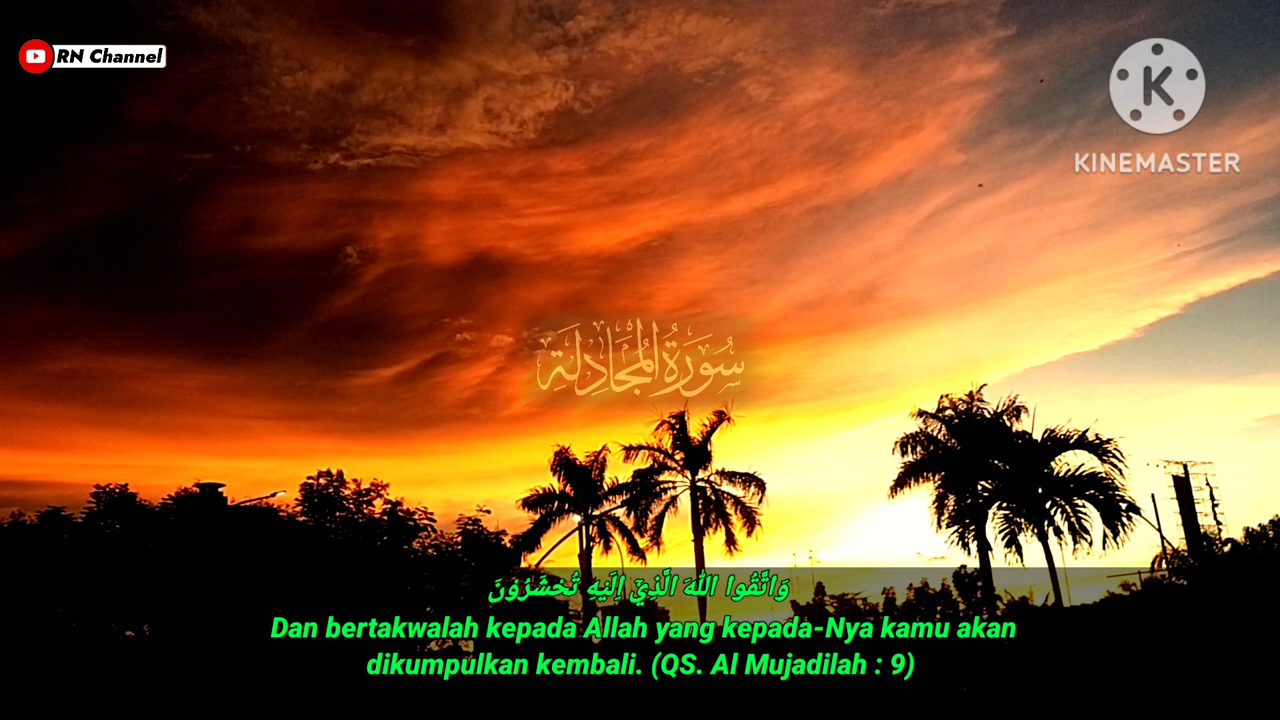 RN Channel
K
KINEMASTER
سُورَةُ المُجَادِلَةِ
وَاتَّقُوا اللّٰهَ الَّذِيْٓ اِلَيْهِ تُحْشَرُوْنَ
Dan bertakwalah kepada Allah yang kepada-Nya kamu akan
dikumpulkan kembali. (QS. Al Mujadilah : 9)